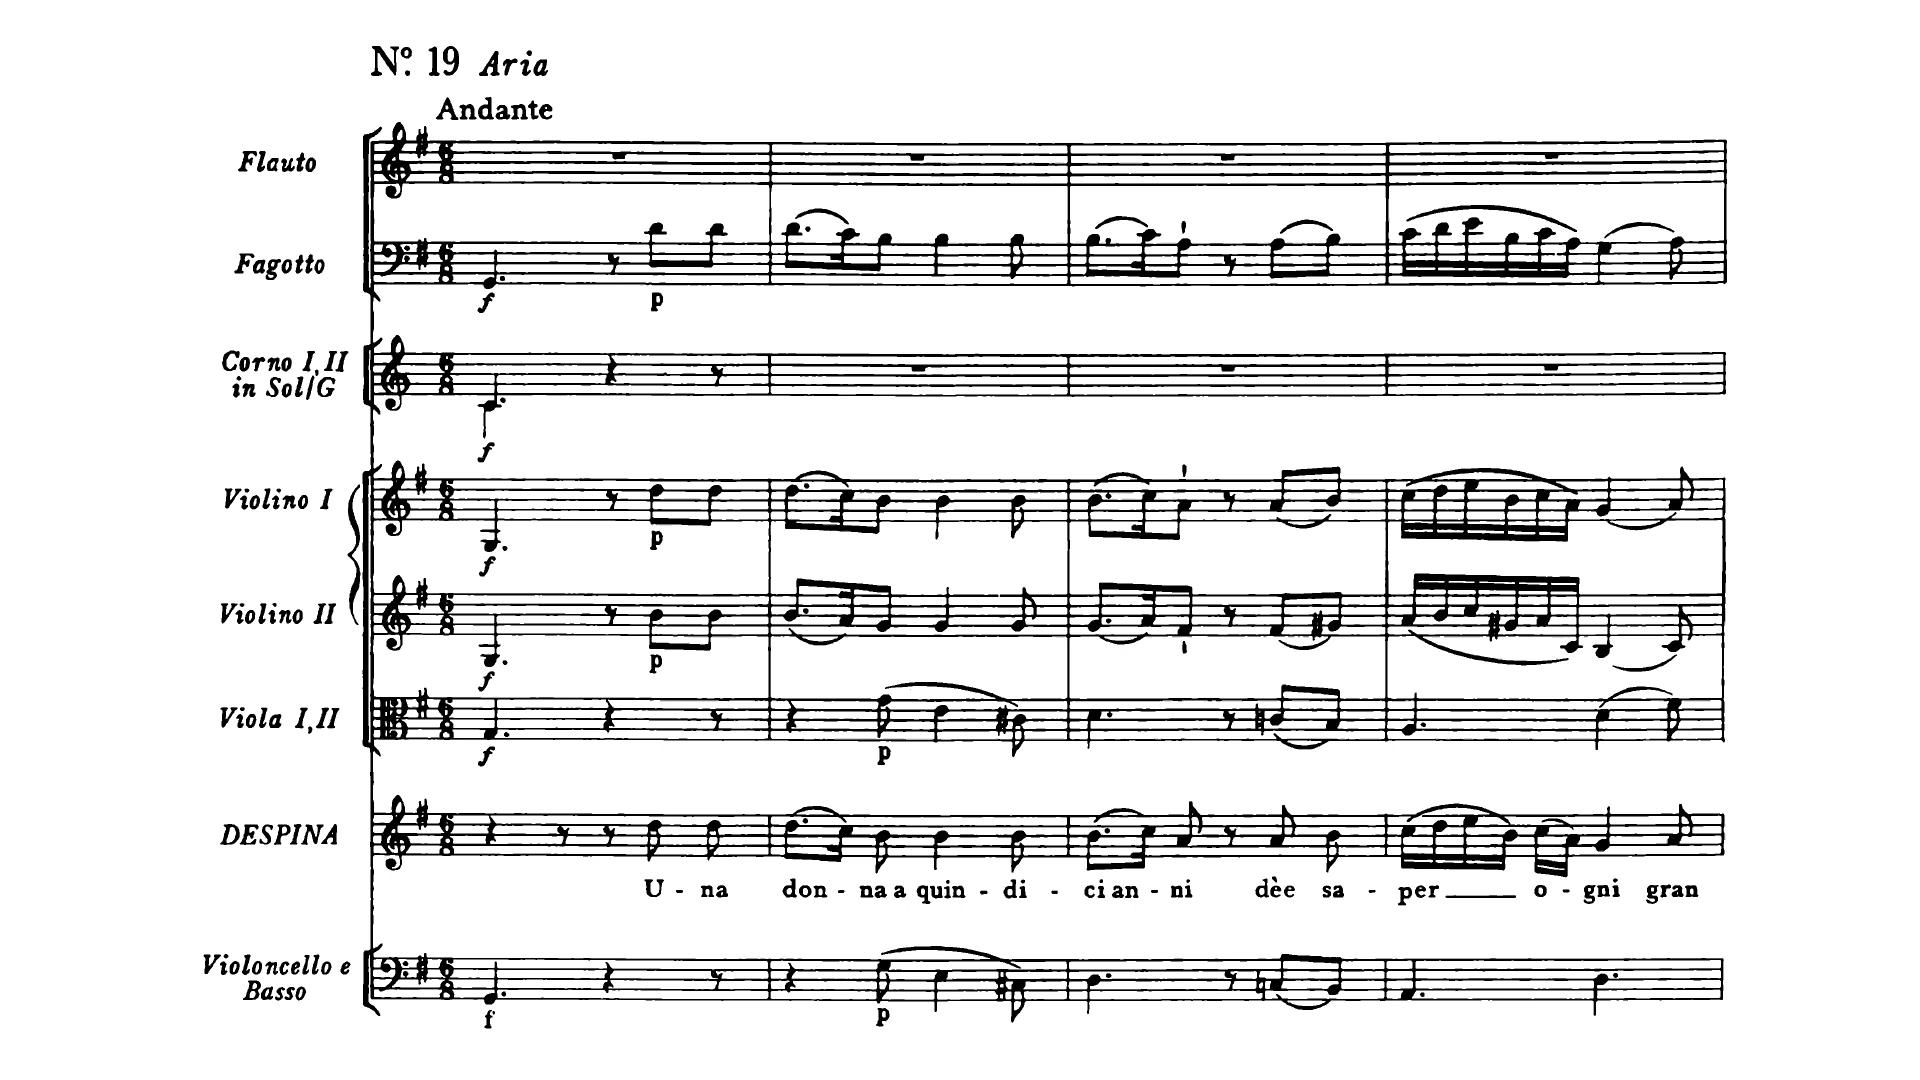 Nº. 19 Aria
Andante
Flauto
Fagotto
f p
Corno I, II
in Sol/G
f
Violino I
p
f
Violino II
p
f
Viola I, II
f p
DESPINA
U - na don - na a quin - di - ci an - ni dèe sa - per o - gni gran
Violoncello e
Basso
f p